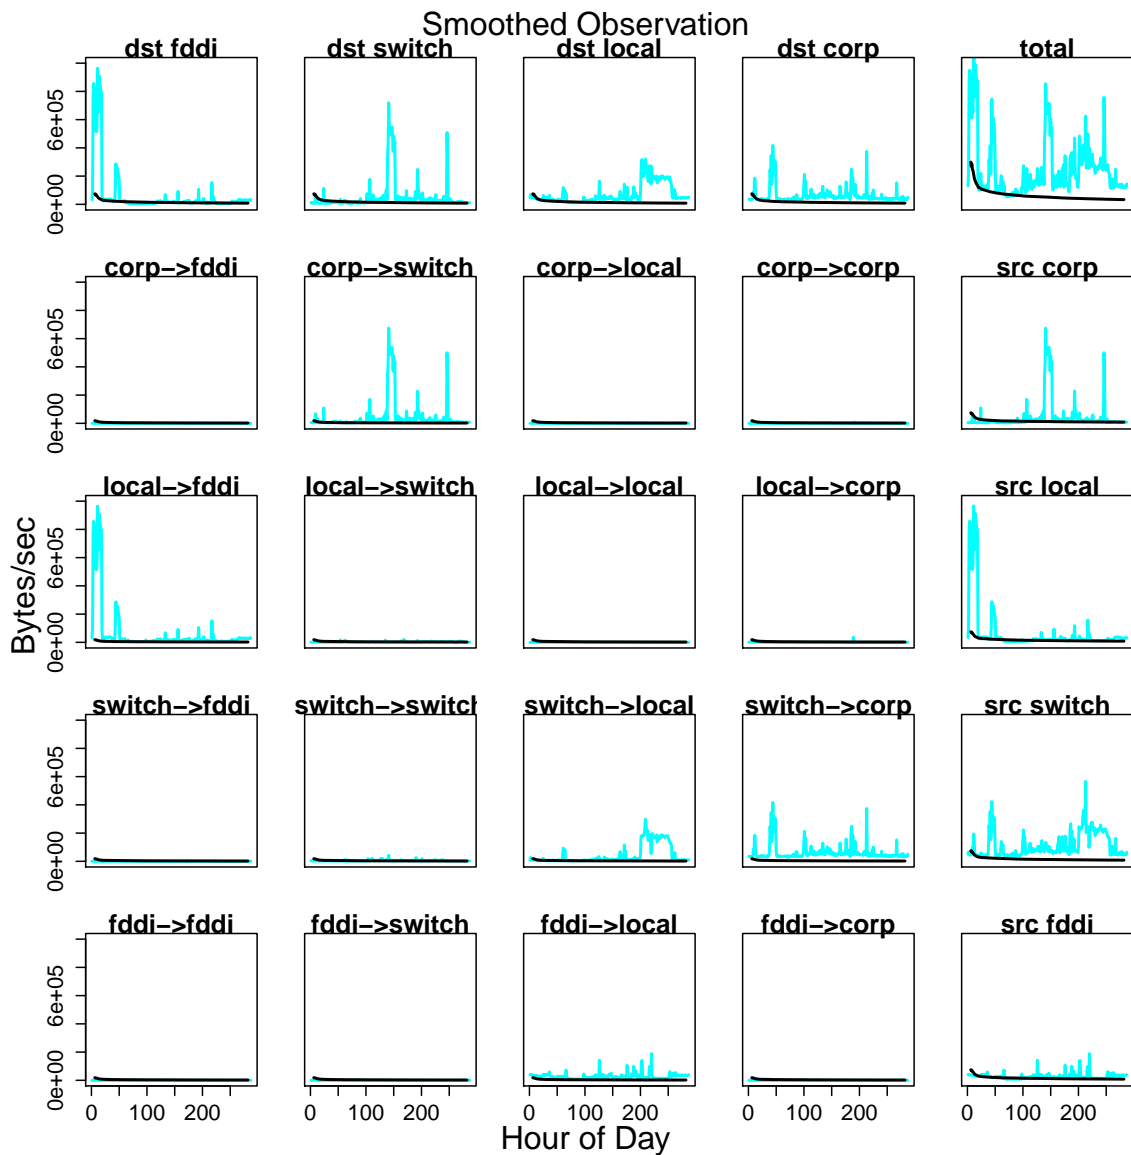 Smoothed Observation
dst fddi dst switch dst local dst corp total
0e+00 6e+05
corp->fddi corp->switch corp->local corp->corp src corp
0e+00 6e+05
local->fddi local->switch local->local local->corp src local
0e+00 6e+05
Bytes/sec
switch->fddi switch->switch switch->local switch->corp src switch
0e+00 6e+05
fddi->fddi fddi->switch fddi->local fddi->corp src fddi
0e+00 6e+05
0 100 200 0 100 200 0 100 200 0 100 200 0 100 200
Hour of Day